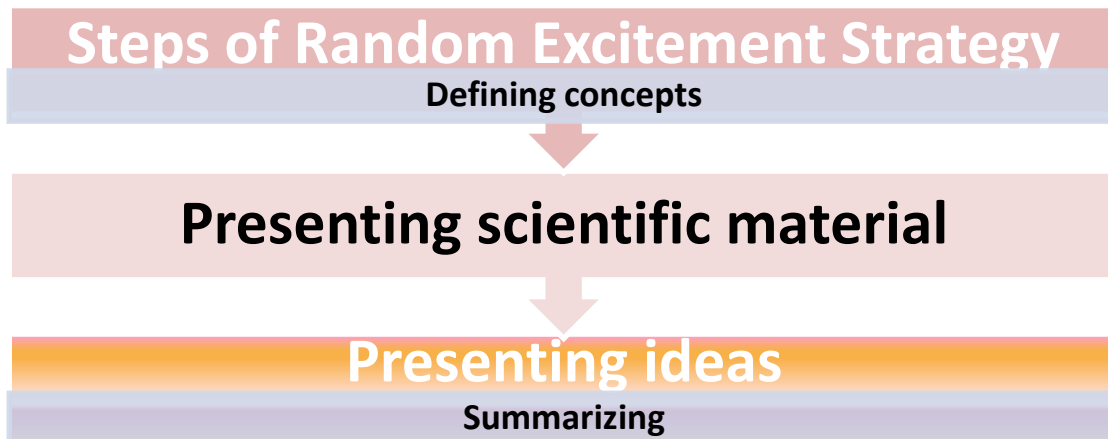 Steps of Random Excitement Strategy
Defining concepts
Presenting scientific material
Presenting ideas
Summarizing